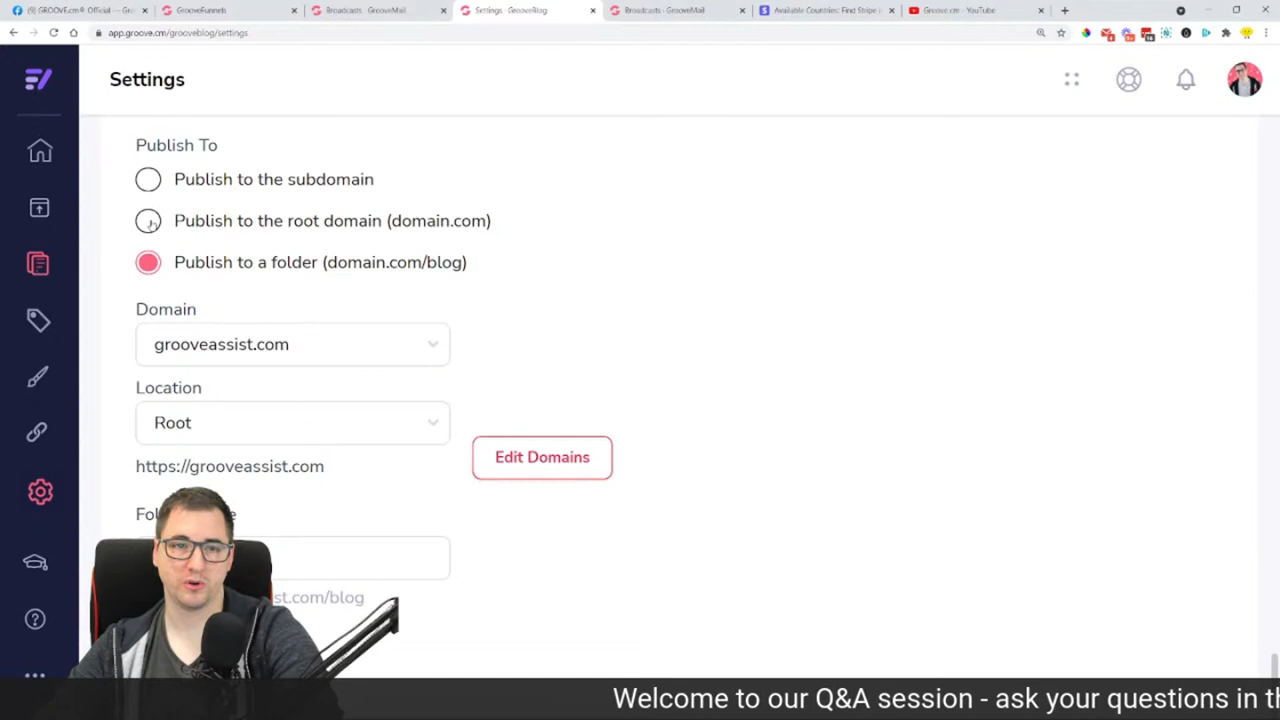 GROOVE.cm® Official — Gro
GrooveFunnels
Broadcasts - GrooveMail
Settings - GrooveBlog
Broadcasts - GrooveMail
Available Countries: Find Stripe i
Groove cm - YouTube
app.groove.cm/grooveblog/settings
Settings
Publish To
Publish to the subdomain
Publish to the root domain (domain.com)
Publish to a folder (domain.com/blog)
Domain
grooveassist.com
Location
Root
https://grooveassist.com
Edit Domains
Fol e
st.com/blog
Welcome to our Q&A session - ask your questions in th